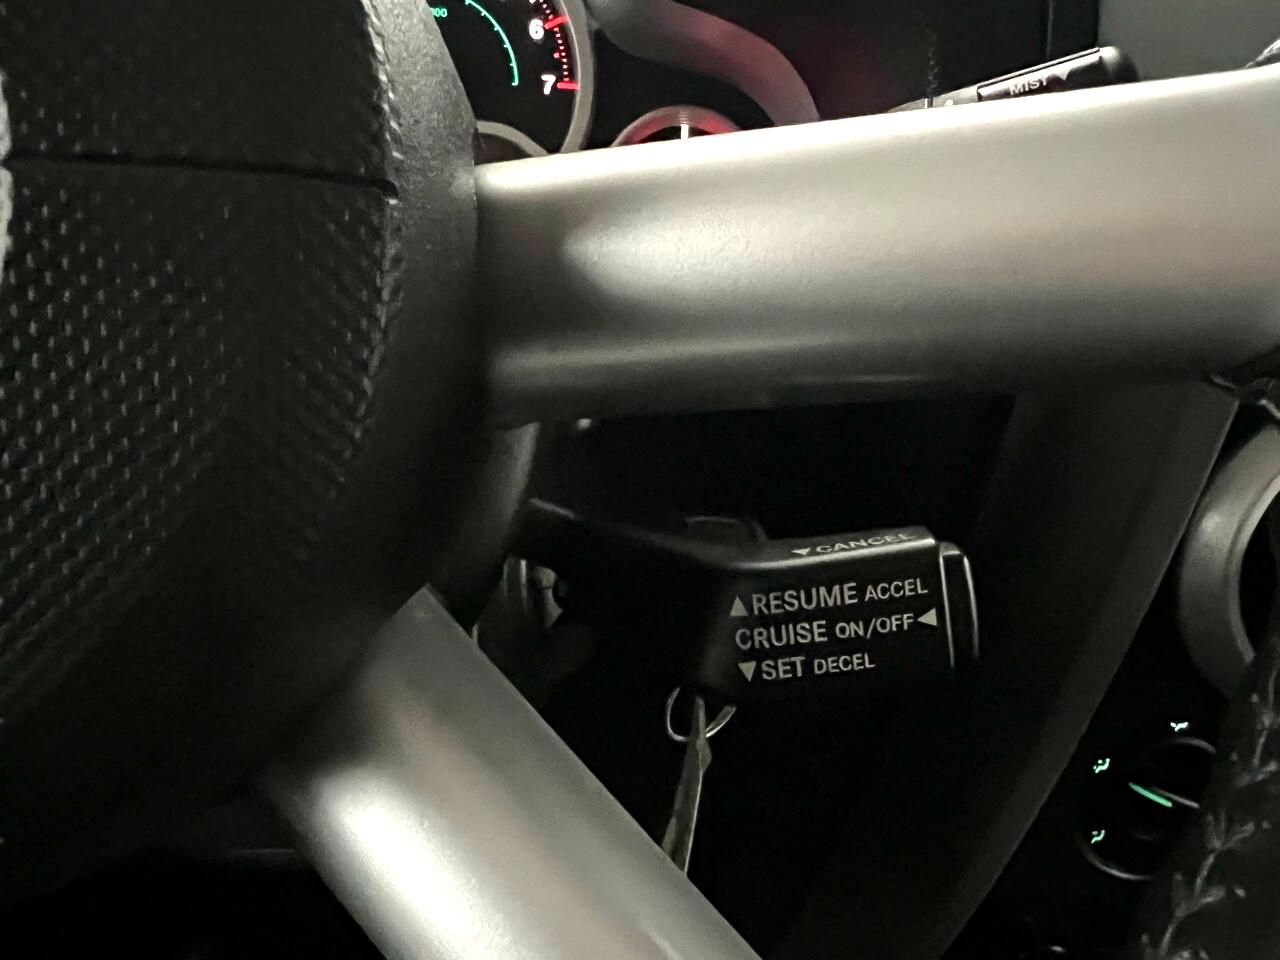 6
7
MIST
▼CANCEL
▲RESUME ACCEL
CRUISE ON/OFF◀
▼SET DECEL